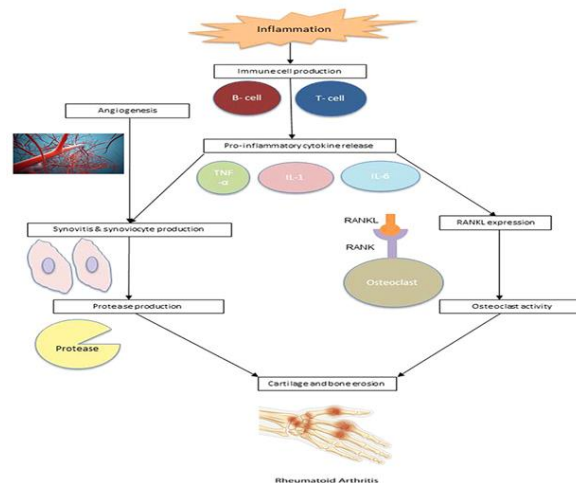 Inflammation
Immune cell production
B- cell
T- cell
Angiogenesis
Pro-inflammatory cytokine release
TNF
-α
IL-1
IL-6
RANKL
RANK
Synovitis & synoviocyte production
RANKL expression
Osteoclast
Protease production
Osteoclast activity
Protease
Cartilage and bone erosion
Rheumatoid Arthritis